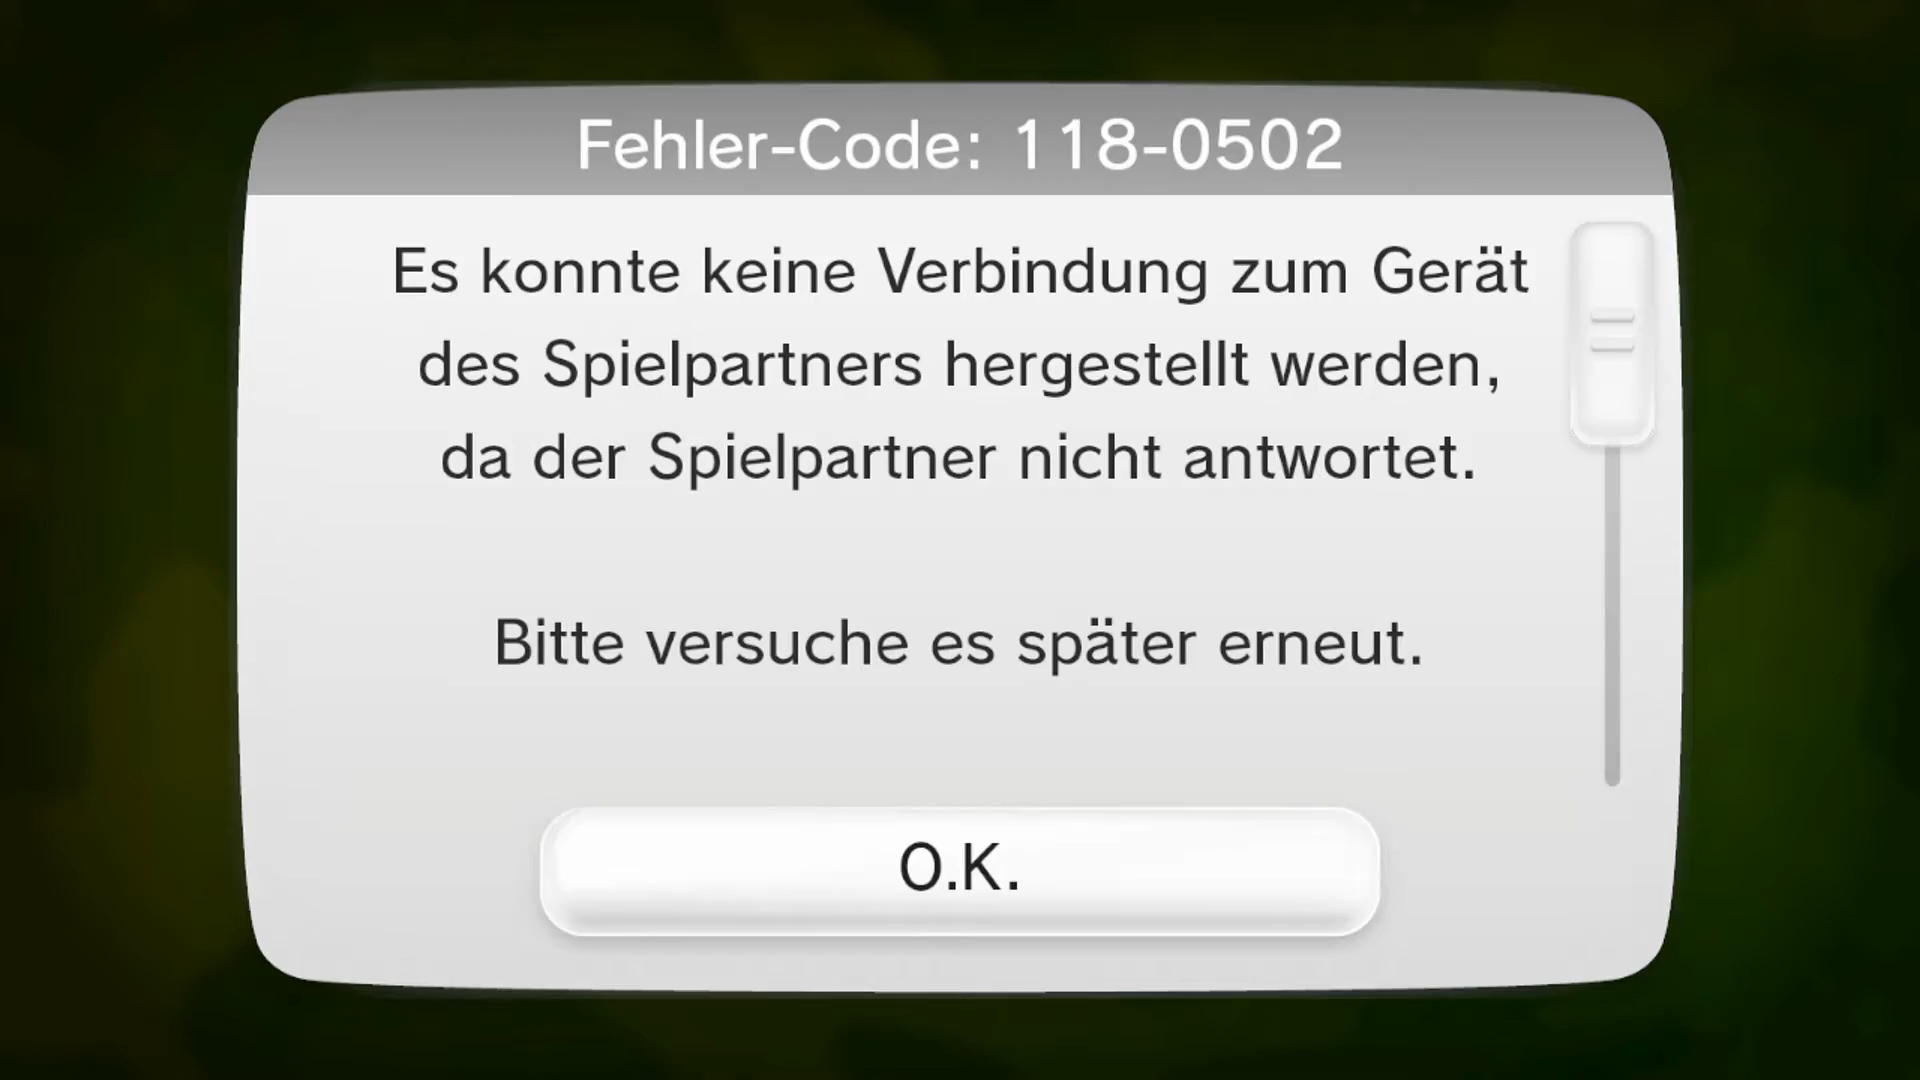 Fehler-Code: 118-0502
Es konnte keine Verbindung zum Gerät
des Spielpartners hergestellt werden,
da der Spielpartner nicht antwortet.
Bitte versuche es später erneut.
O.K.